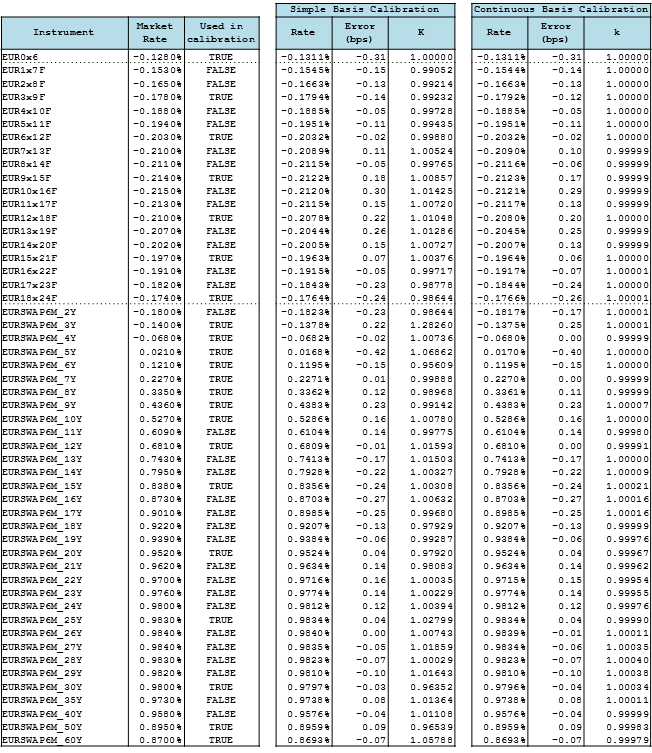 Simple Basis Calibration Continuous Basis Calibration
Instrument Market Rate Used in calibration Rate Error (bps) K Rate Error (bps) k
EUR0x6 -0.1280% TRUE -0.1311% -0.31 1.00000 -0.1311% -0.31 1.00000
EUR1x7F -0.1530% FALSE -0.1545% -0.15 0.99052 -0.1544% -0.14 1.00000
EUR2x8F -0.1650% FALSE -0.1663% -0.13 0.99214 -0.1663% -0.13 1.00000
EUR3x9F -0.1780% TRUE -0.1794% -0.14 0.99232 -0.1792% -0.12 1.00000
EUR4x10F -0.1880% FALSE -0.1885% -0.05 0.99728 -0.1885% -0.05 1.00000
EUR5x11F -0.1940% FALSE -0.1951% -0.11 0.99435 -0.1951% -0.11 1.00000
EUR6x12F -0.2030% TRUE -0.2032% -0.02 0.99880 -0.2032% -0.02 1.00000
EUR7x13F -0.2100% FALSE -0.2089% 0.11 1.00524 -0.2090% 0.10 0.99999
EUR8x14F -0.2110% FALSE -0.2115% -0.05 0.99765 -0.2116% -0.06 0.99999
EUR9x15F -0.2140% TRUE -0.2122% 0.18 1.00857 -0.2123% 0.17 0.99999
EUR10x16F -0.2150% FALSE -0.2120% 0.30 1.01425 -0.2121% 0.29 0.99999
EUR11x17F -0.2130% FALSE -0.2115% 0.15 1.00720 -0.2117% 0.13 0.99999
EUR12x18F -0.2100% TRUE -0.2078% 0.22 1.01048 -0.2080% 0.20 1.00000
EUR13x19F -0.2070% FALSE -0.2044% 0.26 1.01286 -0.2045% 0.25 0.99999
EUR14x20F -0.2020% FALSE -0.2005% 0.15 1.00727 -0.2007% 0.13 0.99999
EUR15x21F -0.1970% TRUE -0.1963% 0.07 1.00376 -0.1964% 0.06 1.00000
EUR16x22F -0.1910% FALSE -0.1915% -0.05 0.99717 -0.1917% -0.07 1.00001
EUR17x23F -0.1820% FALSE -0.1843% -0.23 0.98778 -0.1844% -0.24 1.00001
EUR18x24F -0.1740% TRUE -0.1764% -0.24 0.98644 -0.1766% -0.26 1.00001
EURSWAP6M_2Y -0.1800% FALSE -0.1823% -0.23 0.98644 -0.1817% -0.17 1.00001
EURSWAP6M_3Y -0.1400% TRUE -0.1378% 0.22 1.28260 -0.1375% 0.25 1.00001
EURSWAP6M_4Y -0.0680% TRUE -0.0682% -0.02 1.00736 -0.0680% 0.00 0.99999
EURSWAP6M_5Y 0.0210% TRUE 0.0168% -0.42 1.06862 0.0170% -0.40 1.00000
EURSWAP6M_6Y 0.1210% TRUE 0.1195% -0.15 0.95609 0.1195% -0.15 0.99999
EURSWAP6M_7Y 0.2270% TRUE 0.2271% 0.01 0.99888 0.2270% 0.00 0.99999
EURSWAP6M_8Y 0.3350% TRUE 0.3362% 0.12 0.98968 0.3361% 0.11 0.99999
EURSWAP6M_9Y 0.4360% TRUE 0.4383% 0.23 0.99142 0.4383% 0.23 1.00007
EURSWAP6M_10Y 0.5270% TRUE 0.5286% 0.16 1.00780 0.5286% 0.16 1.00000
EURSWAP6M_11Y 0.6090% FALSE 0.6104% 0.14 0.99775 0.6104% 0.14 0.99980
EURSWAP6M_12Y 0.6810% TRUE 0.6809% -0.01 1.01593 0.6810% 0.00 0.99991
EURSWAP6M_13Y 0.7430% FALSE 0.7413% -0.17 1.01503 0.7413% -0.17 1.00000
EURSWAP6M_14Y 0.7950% FALSE 0.7928% -0.22 1.00327 0.7928% -0.22 1.00009
EURSWAP6M_15Y 0.8380% TRUE 0.8356% -0.24 1.00308 0.8356% -0.24 1.00021
EURSWAP6M_16Y 0.8730% FALSE 0.8703% -0.27 1.00632 0.8703% -0.27 1.00016
EURSWAP6M_17Y 0.9010% FALSE 0.8985% -0.25 0.99680 0.8985% -0.25 1.00016
EURSWAP6M_18Y 0.9220% FALSE 0.9207% -0.13 0.97929 0.9207% -0.13 0.99999
EURSWAP6M_19Y 0.9390% FALSE 0.9384% -0.06 0.99287 0.9384% -0.06 0.99976
EURSWAP6M_20Y 0.9520% TRUE 0.9524% 0.04 0.97920 0.9524% 0.04 0.99967
EURSWAP6M_21Y 0.9620% FALSE 0.9634% 0.14 0.98083 0.9634% 0.14 0.99962
EURSWAP6M_22Y 0.9700% FALSE 0.9716% 0.16 1.00035 0.9715% 0.15 0.99954
EURSWAP6M_23Y 0.9760% FALSE 0.9774% 0.14 1.00229 0.9774% 0.14 0.99955
EURSWAP6M_24Y 0.9800% FALSE 0.9812% 0.12 1.00394 0.9812% 0.12 0.99976
EURSWAP6M_25Y 0.9830% TRUE 0.9834% 0.04 1.02799 0.9834% 0.04 0.99990
EURSWAP6M_26Y 0.9840% FALSE 0.9840% 0.00 1.00743 0.9839% -0.01 1.00011
EURSWAP6M_27Y 0.9840% FALSE 0.9835% -0.05 1.01859 0.9834% -0.06 1.00035
EURSWAP6M_28Y 0.9830% FALSE 0.9823% -0.07 1.00029 0.9823% -0.07 1.00040
EURSWAP6M_29Y 0.9820% FALSE 0.9810% -0.10 1.01643 0.9810% -0.10 1.00038
EURSWAP6M_30Y 0.9800% TRUE 0.9797% -0.03 0.96352 0.9796% -0.04 1.00034
EURSWAP6M_35Y 0.9730% FALSE 0.9738% 0.08 1.01364 0.9738% 0.08 1.00011
EURSWAP6M_40Y 0.9580% FALSE 0.9576% -0.04 1.01108 0.9576% -0.04 0.99999
EURSWAP6M_50Y 0.8950% TRUE 0.8959% 0.09 0.96539 0.8959% 0.09 0.99983
EURSWAP6M_60Y 0.8700% TRUE 0.8693% -0.07 1.05788 0.8693% -0.07 0.99979